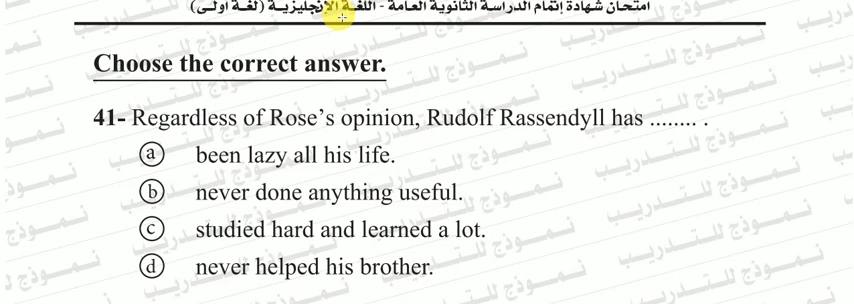 امتحان شهادة إتمام الدراسة الثانوية العامة - اللغة الإنجليزية (لغة أولى)
Choose the correct answer.
41- Regardless of Rose's opinion, Rudolf Rassendyll has ........ .
a been lazy all his life.
b never done anything useful.
c studied hard and learned a lot.
d never helped his brother.
نموذج للتدريب